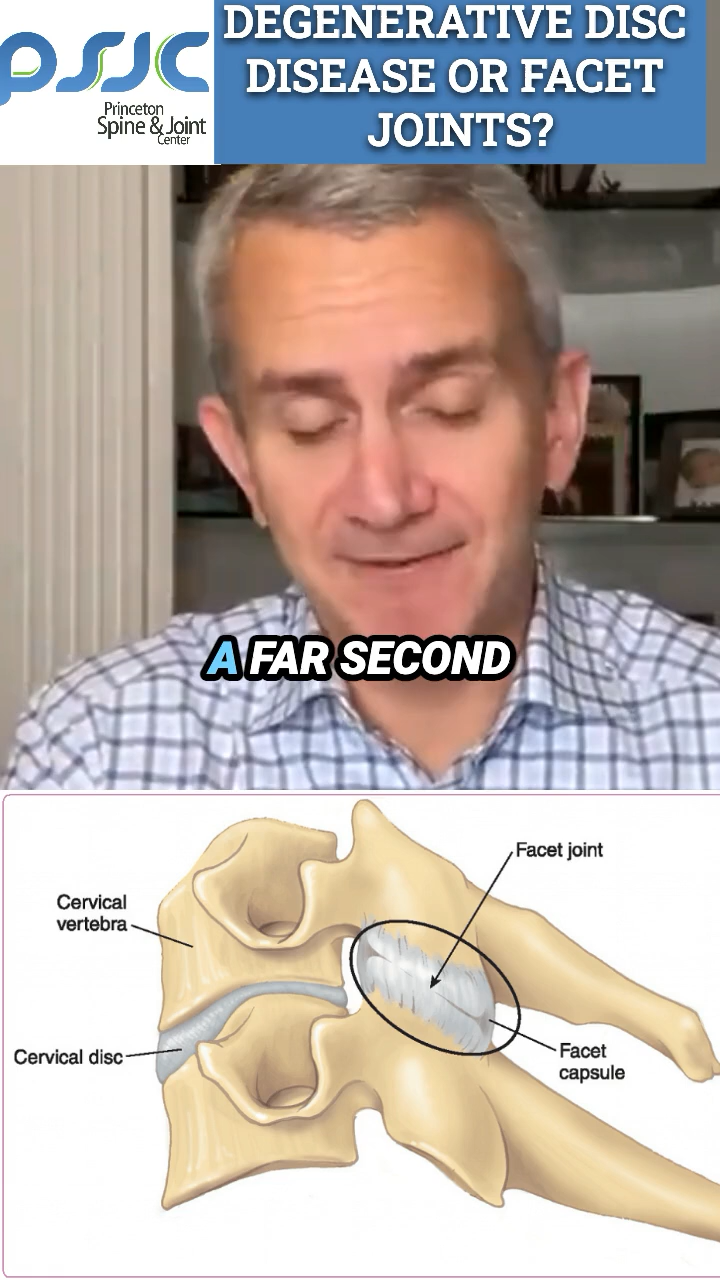 DEGENERATIVE DISC
DISEASE OR FACET
JOINTS?
PSJC
Princeton
Spine & Joint
Center
A FAR SECOND
Facet joint
Cervical
vertebra
Cervical disc
Facet
capsule